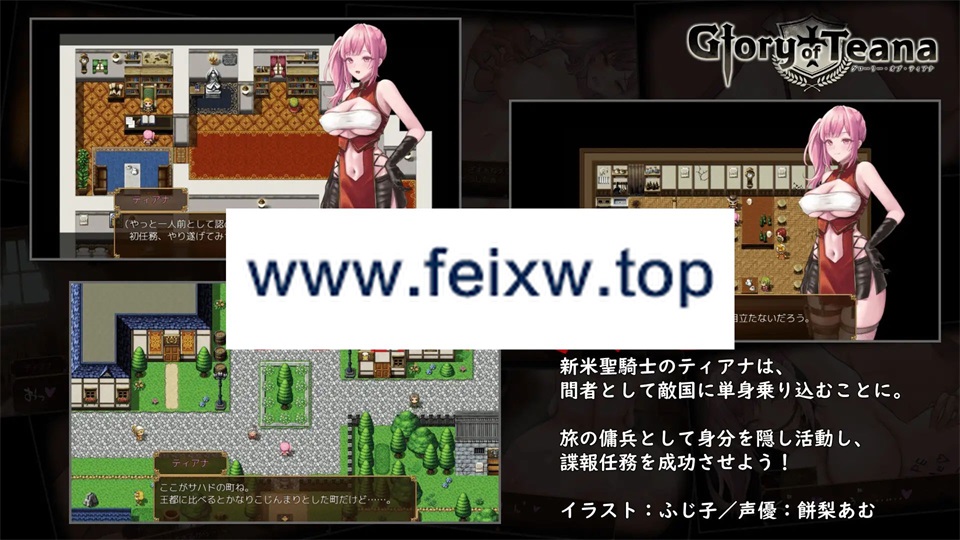 Glory of Teana
グローリー・オブ・ティアナ
ティアナ
（やっと一人前として認
初任務、やり遂げてみ
www.feixw.top
目立たないだろう。
新米聖騎士のティアナは、
間者として敵国に単身乗り込むことに。
旅の傭兵として身分を隠し活動し、
諜報任務を成功させよう！
イラスト：ふじ子／声優：餅梨あむ
ティアナ
ここがサハドの町ね。
王都に比べるとかなりこじんまりとした町だけど……。